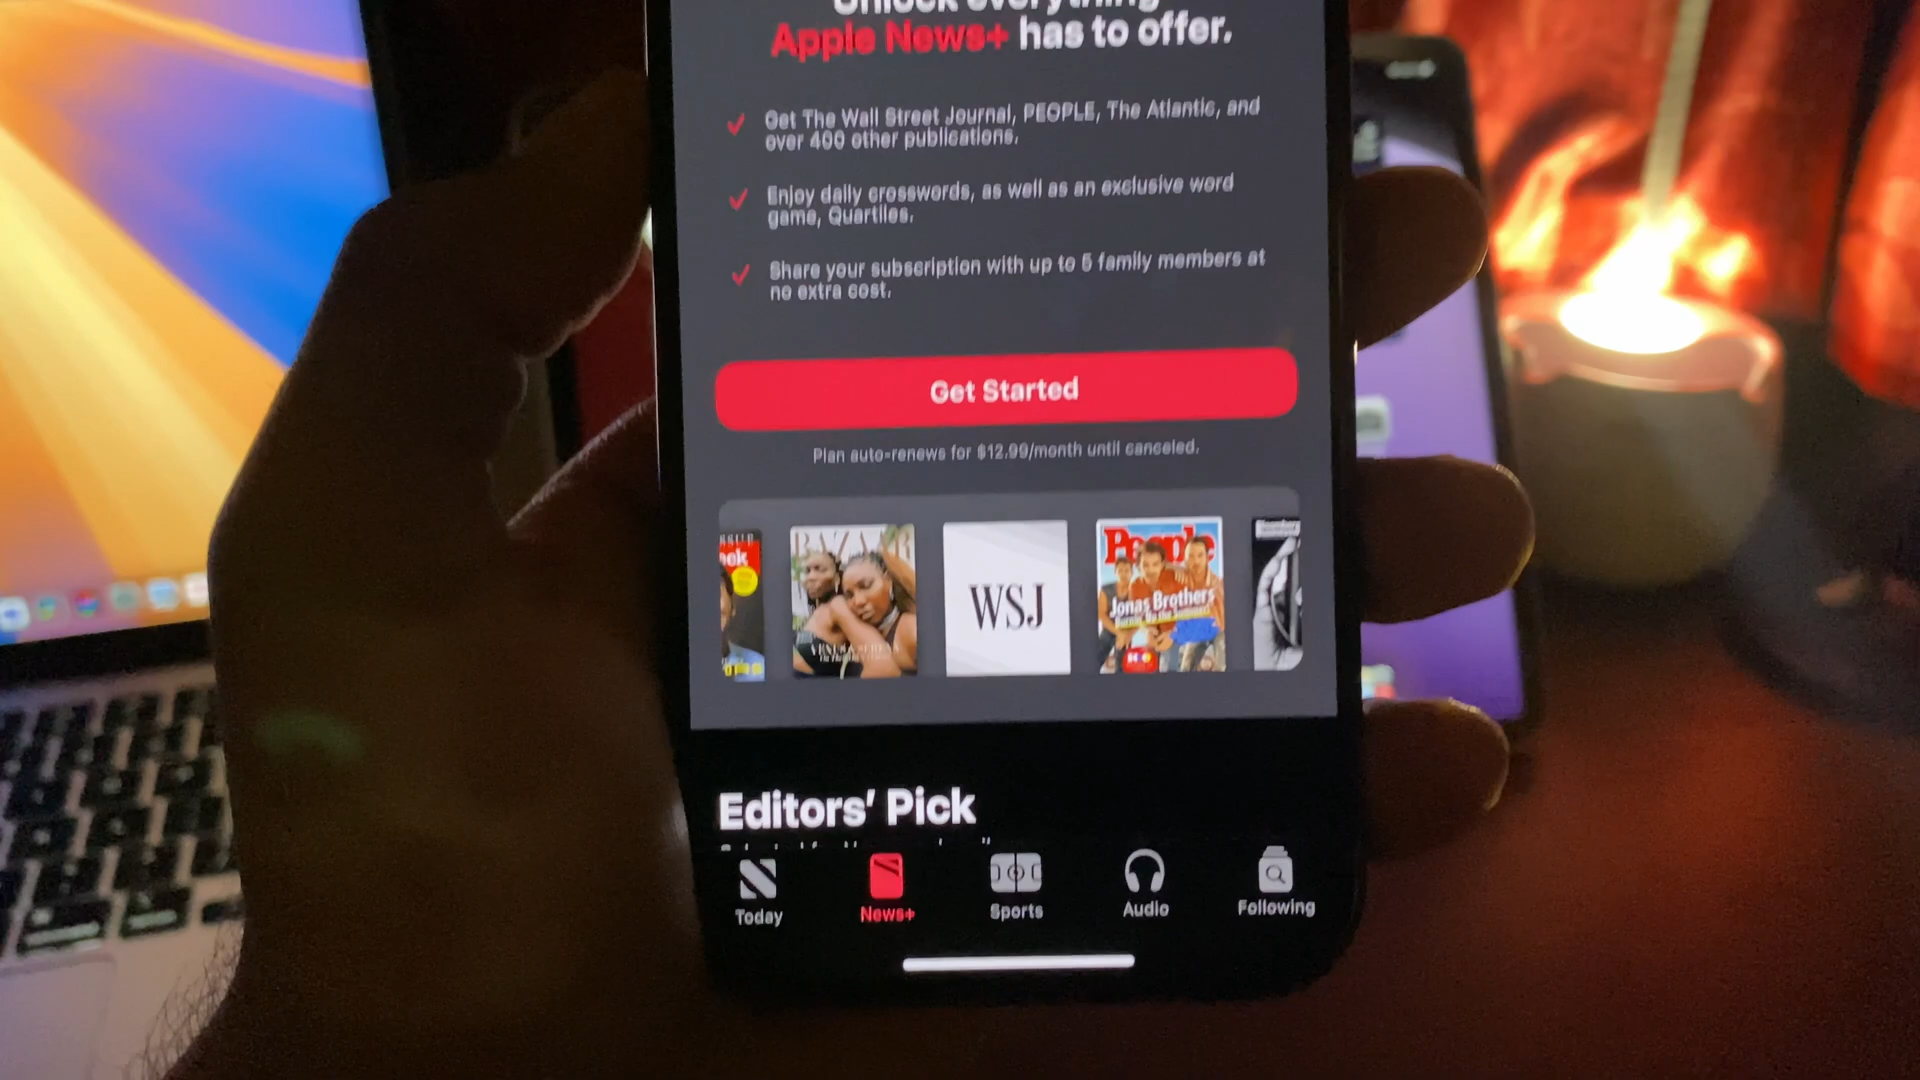 Unlock everything
Apple News+ has to offer.
Get The Wall Street Journal, PEOPLE, The Atlantic, and
over 400 other publications.
Enjoy daily crosswords, as well as an exclusive word
game, Quartiles.
Share your subscription with up to 5 family members at
no extra cost.
Get Started
Plan auto-renews for $12.99/month until canceled.
BAZAAR
WSJ
People
Jonas Brothers
Editors' Pick
Today
News+
Sports
Audio
Following